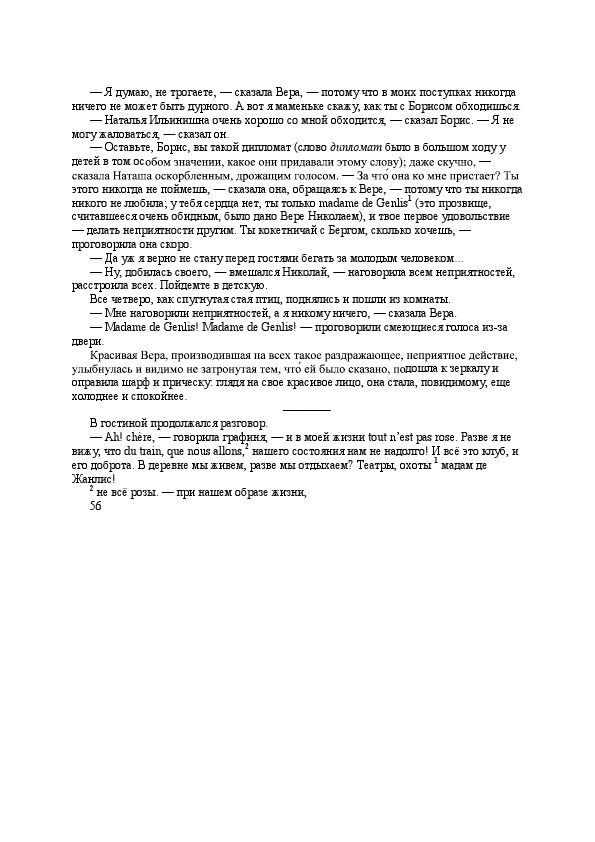 — Я думаю, не трогаете, — сказала Вера, — потому что в моих поступках никогда
ничего не может быть дурного. А вот я маменьке скажу, как ты с Борисом обходишься.
— Наталья Ильинишна очень хорошо со мной обходится, — сказал Борис. — Я не
могу жаловаться, — сказал он.
— Оставьте, Борис, вы такой дипломат (слово дипломат было в большом ходу у
детей в том особом значении, какое они придавали этому слову); даже скучно, —
сказала Наташа оскорбленным, дрожащим голосом. — За что́ она ко мне пристает? Ты
этого никогда не поймешь, — сказала она, обращаясь к Вере, — потому что ты никогда
никого не любила; у тебя сердца нет, ты только madame de Genlis¹ (это прозвище,
считавшееся очень обидным, было дано Вере Николаем), и твое первое удовольствие
— делать неприятности другим. Ты кокетничай с Бергом, сколько хочешь, —
проговорила она скоро.
— Да уж я верно не стану перед гостями бегать за молодым человеком...
— Ну, добилась своего, — вмешался Николай, — наговорила всем неприятностей,
расстроила всех. Пойдемте в детскую.
Все четверо, как спугнутая стая птиц, поднялись и пошли из комнаты.
— Мне наговорили неприятностей, а я никому ничего, — сказала Вера.
— Madame de Genlis! Madame de Genlis! — проговорили смеющиеся голоса из-за
двери.
Красивая Вера, производившая на всех такое раздражающее, неприятное действие,
улыбнулась и видимо не затронутая тем, что́ ей было сказано, подошла к зеркалу и
оправила шарф и прическу: глядя на свое красивое лицо, она стала, повидимому, еще
холоднее и спокойнее.
В гостиной продолжался разговор.
— Ah! chère, — говорила графиня, — и в моей жизни tout n’est pas rose. Разве я не
вижу, что du train, que nous allons,² нашего состояния нам не надолго! И всё это клуб, и
его доброта. В деревне мы живем, разве мы отдыхаем? Театры, охоты ¹ мадам де
Жанлис!
² не всё розы. — при нашем образе жизни,
56